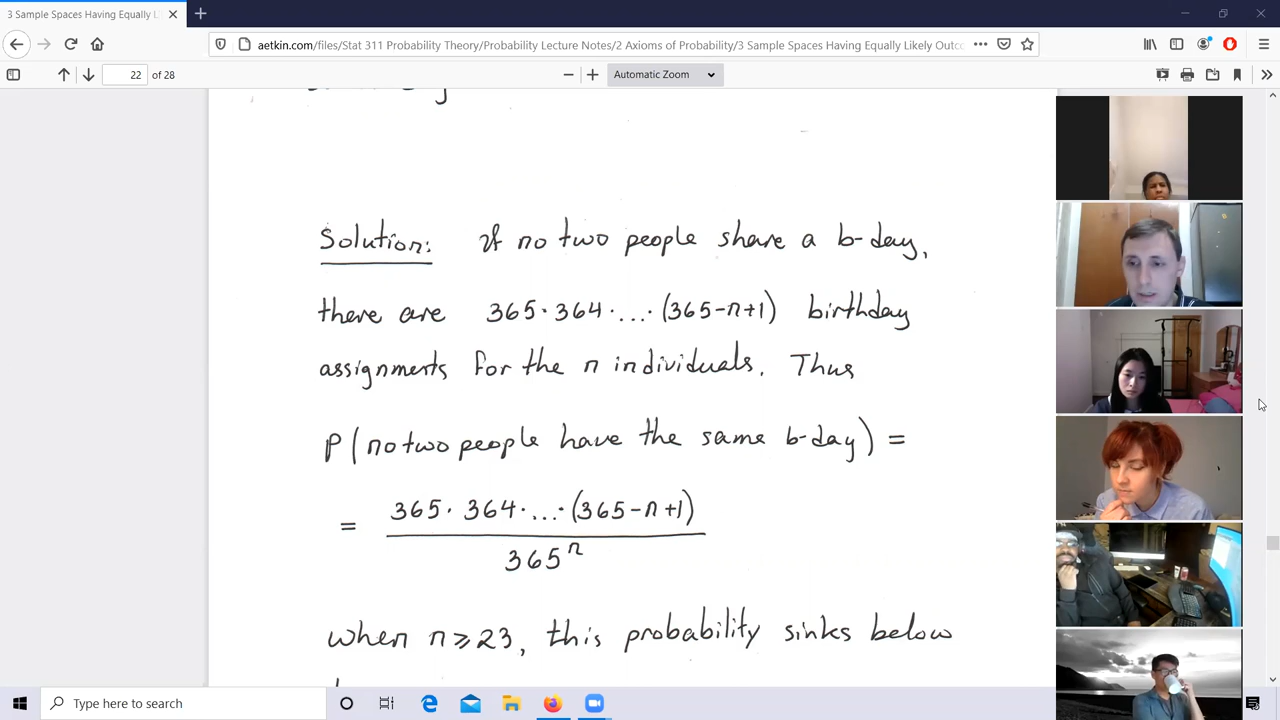 3 Sample Spaces Having Equally L
aetkin.com/files/Stat 311 Probability Theory/Probability Lecture Notes/2 Axioms of Probability/3 Sample Spaces Having Equally Likely Outco
22 of 28
Automatic Zoom
Solution: If no two people share a b-day,
there are 365·364·...·(365-n+1) birthday
assignments for the n individuals. Thus
P(no two people have the same b-day) =
= 365·364·...·(365-n+1)
365ⁿ
when n≥23, this probability sinks below
Type here to search